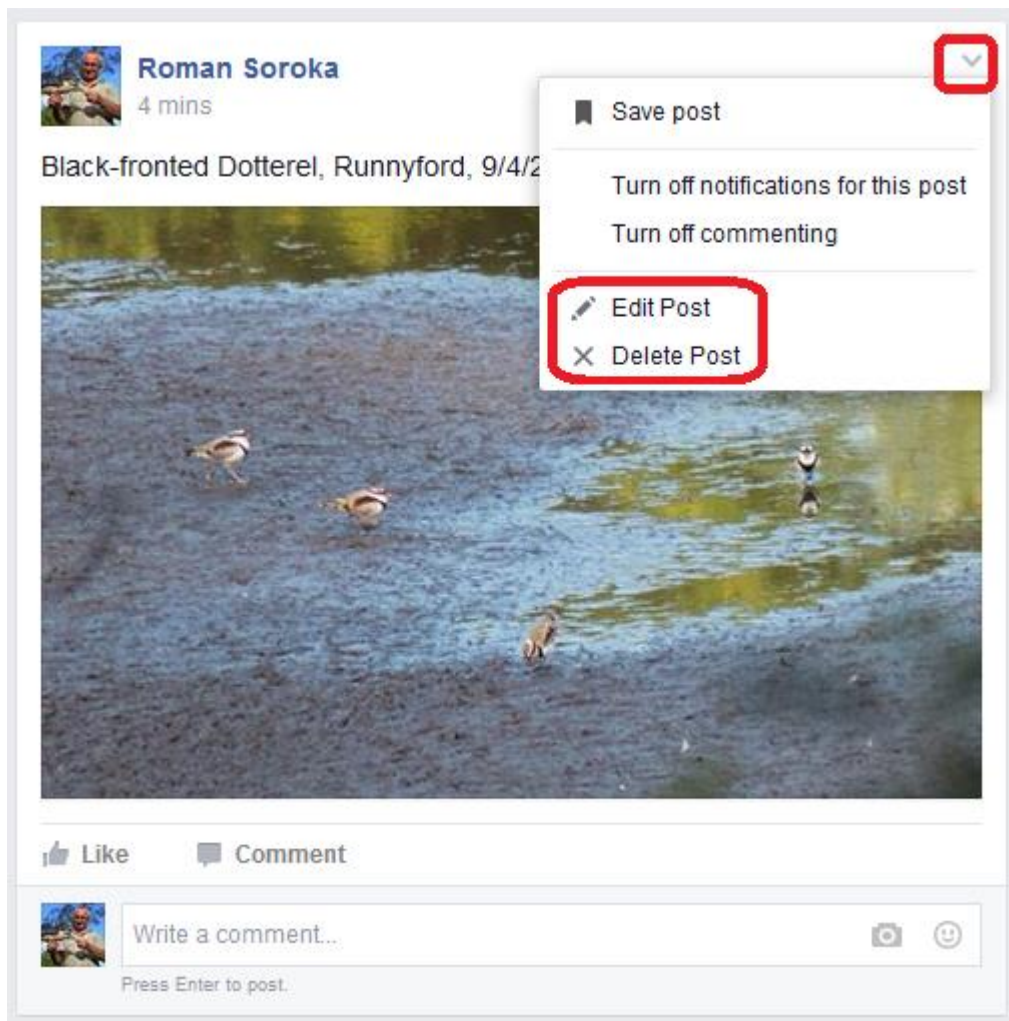 Roman Soroka
4 mins
Save post
Black-fronted Dotterel, Runnyford, 9/4/2
Turn off notifications for this post
Turn off commenting
Edit Post
Delete Post
Like Comment
Write a comment...
Press Enter to post.